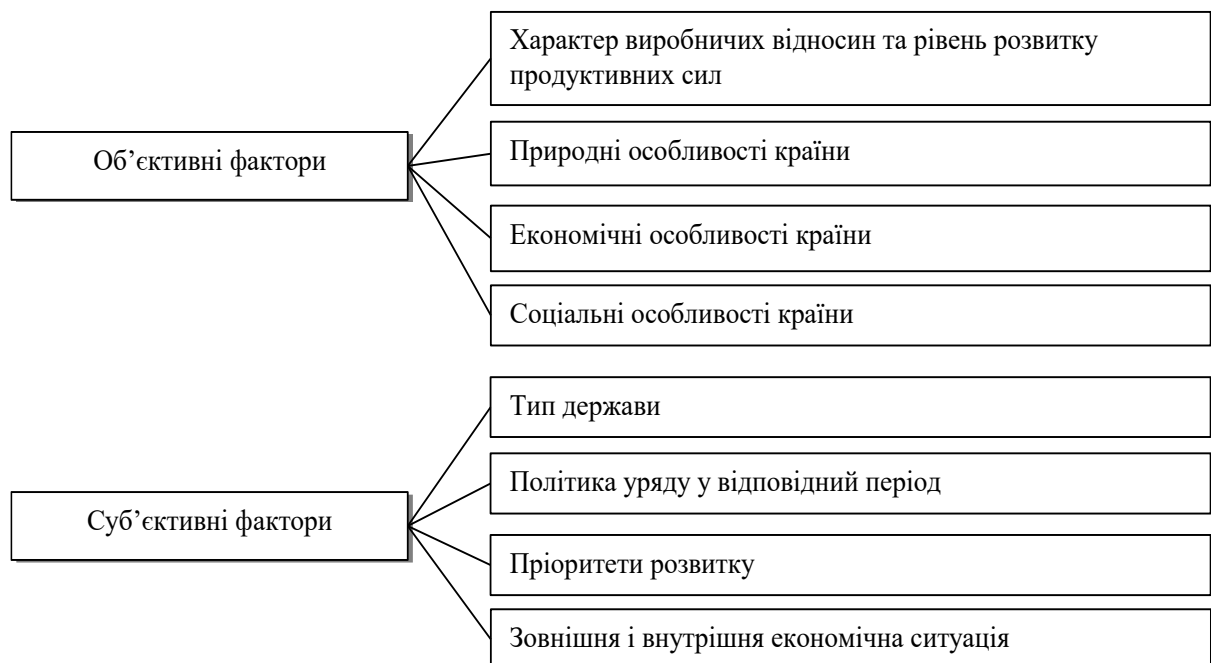 Об’єктивні фактори
Характер виробничих відносин та рівень розвитку
продуктивних сил
Природні особливості країни
Економічні особливості країни
Соціальні особливості країни
Суб’єктивні фактори
Тип держави
Політика уряду у відповідний період
Пріоритети розвитку
Зовнішня і внутрішня економічна ситуація